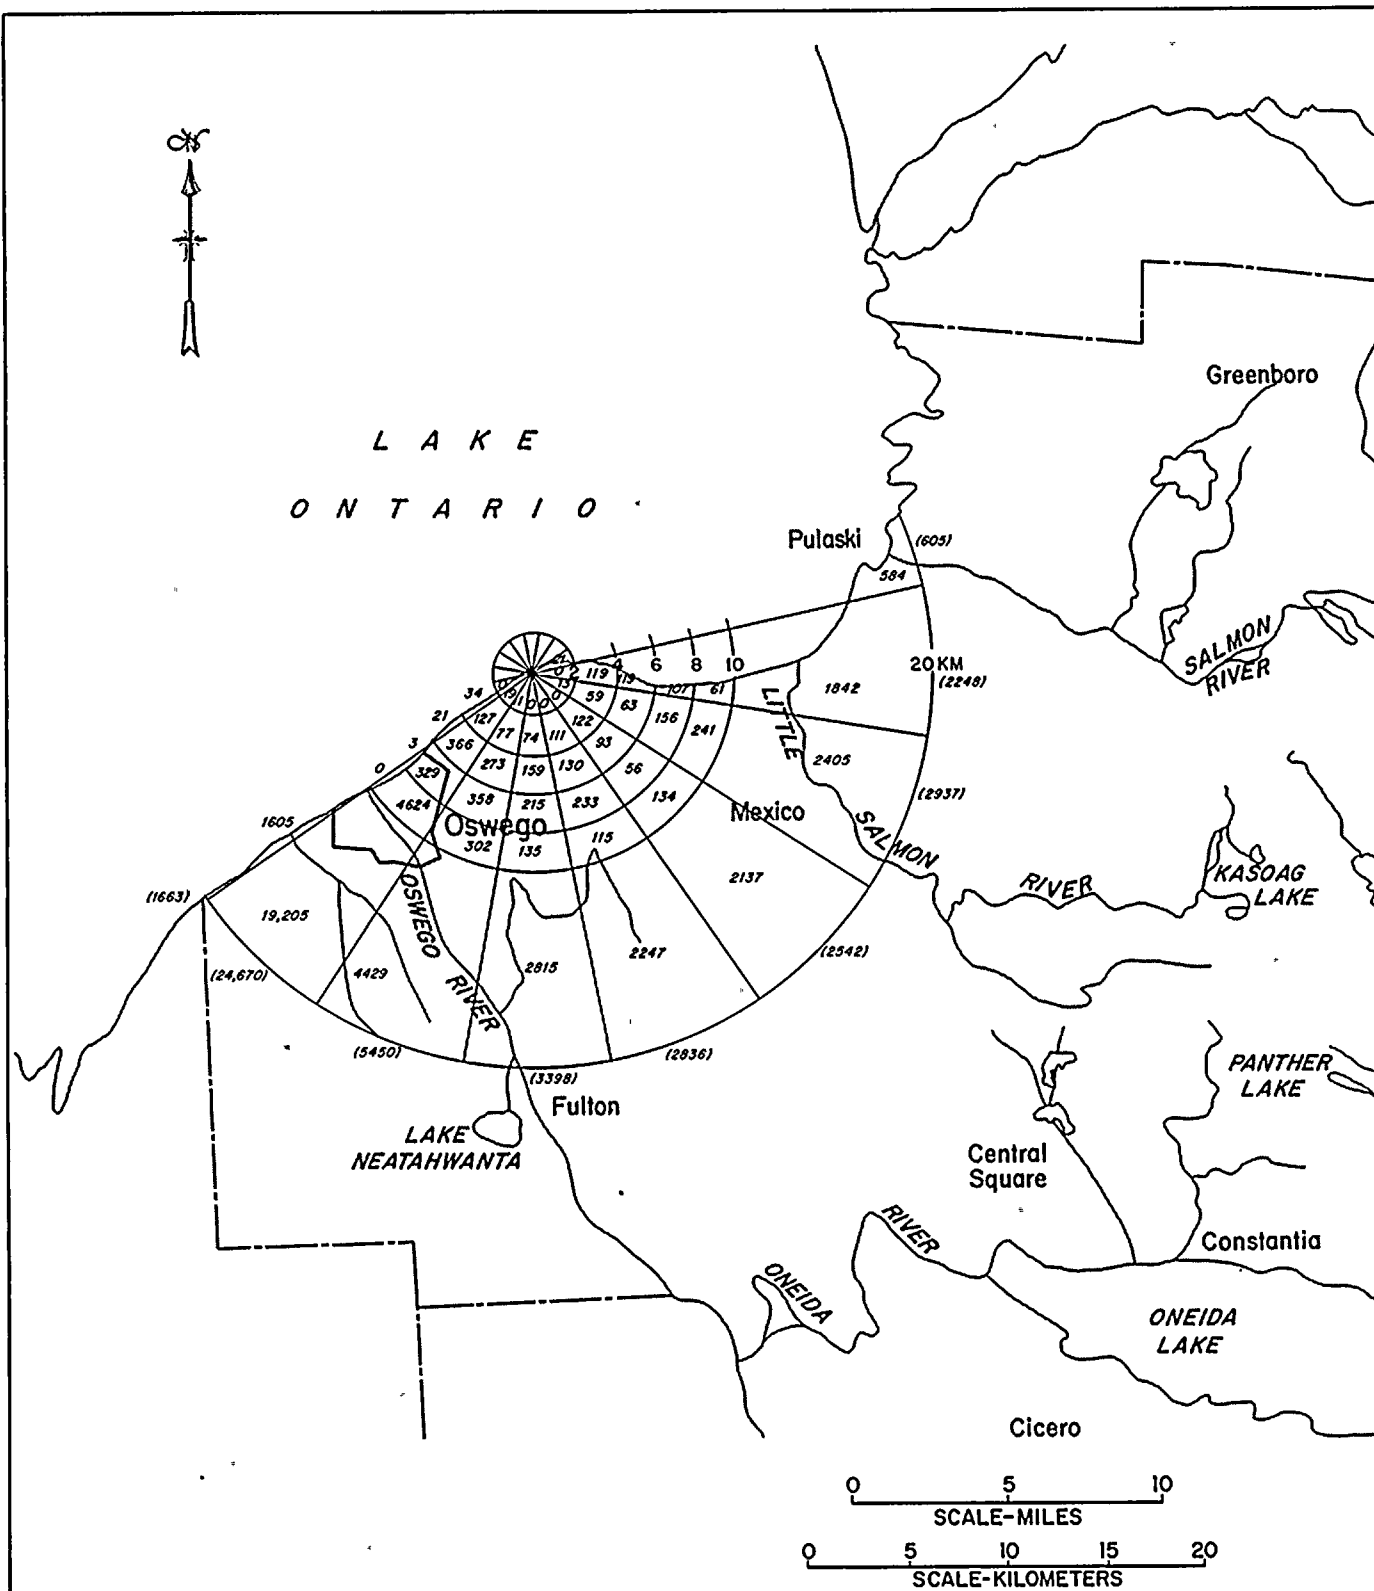 Greenboro
LAKE
ONTARIO
Pulaski
(605)
584
SALMON
RIVER
2 4 6 8 10 20 KM
(2248)
34
119 119 107 61
1842
21
127
59
63
156
241
LITTLE
3
366
77
74
111
122
93
2405
0
329
273
159
130
56
134
(2937)
4624
358
215
233
Mexico
1605
Oswego
302
135
115
SALMON
RIVER
KASOAG
LAKE
(1663)
19,205
OSWEGO
RIVER
2137
(24,670)
4429
2815
2247
(2542)
(5450)
(3398)
(2836)
PANTHER
LAKE
Fulton
LAKE
NEATAHWANTA
Central
Square
RIVER
Constantia
ONEIDA
ONEIDA
LAKE
Cicero
0 5 10
SCALE-MILES
0 5 10 15 20
SCALE-KILOMETERS